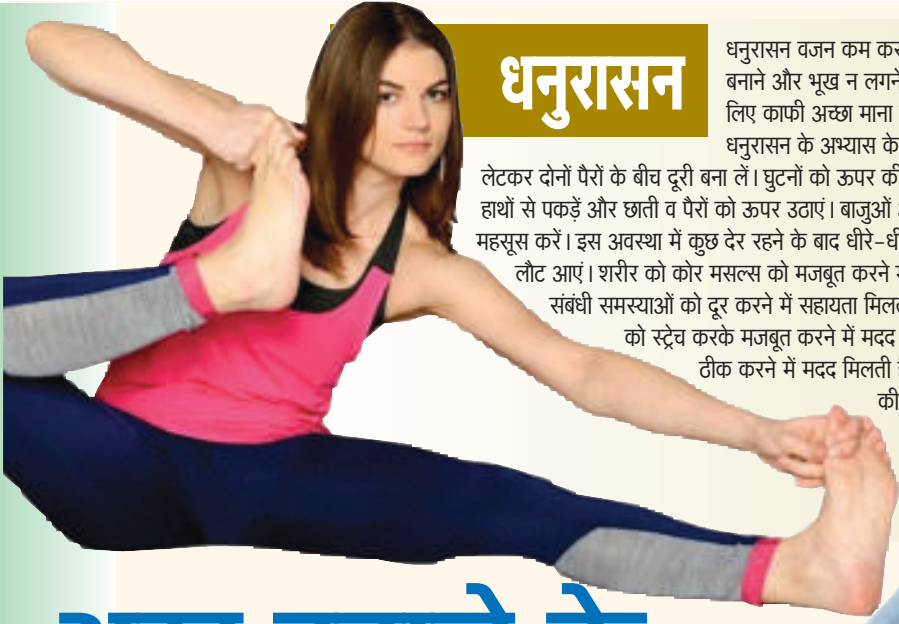 धनुरासन
धनुरासन वजन कम
बनाने और भूख न लगने
लिए काफी अच्छा माना
धनुरासन के अभ्यास के
लेटकर दोनों पैरों के बीच दूरी बना लें। घुटनों को ऊपर की
हाथों से पकड़ें और छाती व पैरों को ऊपर उठाएं। बाजुओं
महसूस करें। इस अवस्था में कुछ देर रहने के बाद
लौट आएं। शरीर को कोर मसल्स को मजबूत करने
संबंधी समस्याओं को दूर करने में सहायता
को स्ट्रेच करके मजबूत करने में मदद
ठीक करने में मदद मिलती
की